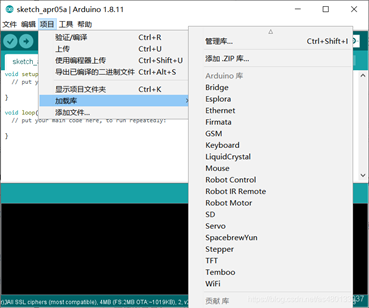 sketch_apr05a | Arduino 1.8.11
文件 编辑 项目 工具 帮助
验证/编译 Ctrl+R
上传 Ctrl+U
使用编程器上传 Ctrl+Shift+U
导出已编译的二进制文件 Ctrl+Alt+S
显示项目文件夹 Ctrl+K
加载库
添加文件...
管理库... Ctrl+Shift+I
添加 .ZIP 库...
Arduino 库
Bridge
Esplora
Ethernet
Firmata
GSM
Keyboard
LiquidCrystal
Mouse
Robot Control
Robot IR Remote
Robot Motor
SD
Servo
SpacebrewYun
Stepper
TFT
Temboo
WiFi
贡献 库
sketch_a
void setup
// put y
}
void loop(
// put your main code here, to run repeatedly:
}
)All SSL ciphers (most compatible), 4MB (FS:2MB OTA:~1019KB), 2, v